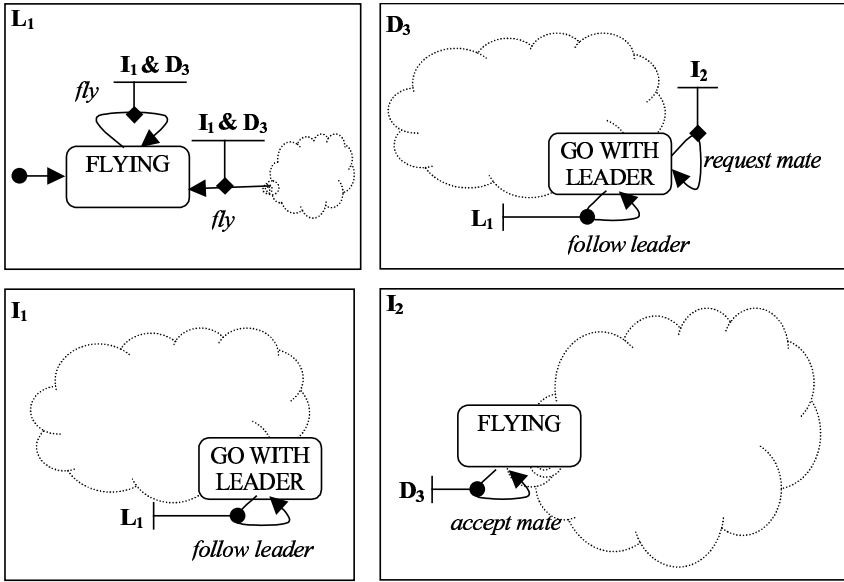 L₁
I₁ & D₃
fly
I₁ & D₃
FLYING
fly
D₃
I₂
GO WITH
LEADER
request mate
L₁
follow leader
I₁
GO WITH
LEADER
L₁
follow leader
I₂
FLYING
D₃
accept mate